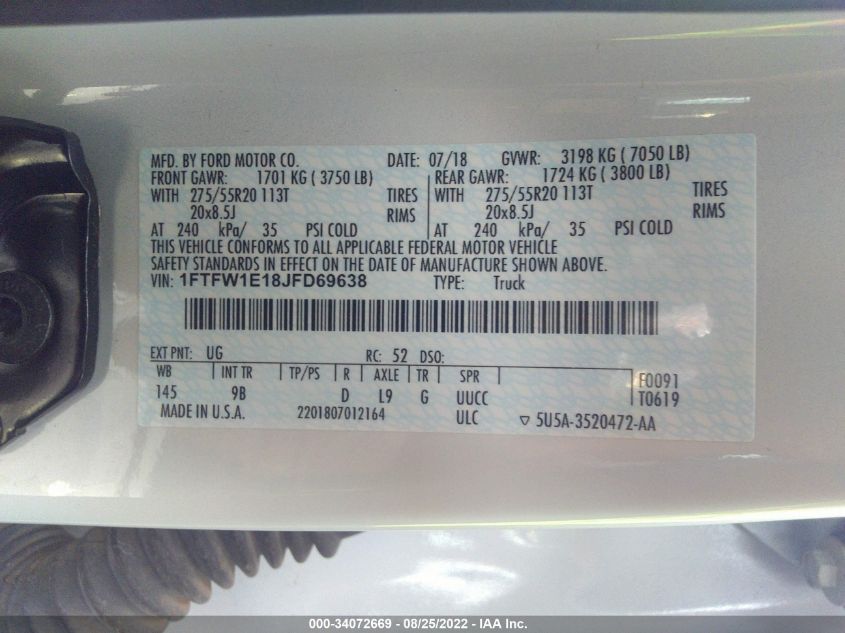 MFD. BY FORD MOTOR CO. DATE: 07/18 GVWR: 3198 KG ( 7050 LB)
FRONT GAWR: 1701 KG ( 3750 LB) REAR GAWR: 1724 KG ( 3800 LB)
WITH 275/55R20 113T TIRES WITH 275/55R20 113T TIRES
20x8.5J RIMS 20x8.5J RIMS
AT 240 kPa/ 35 PSI COLD AT 240 kPa/ 35 PSI COLD
THIS VEHICLE CONFORMS TO ALL APPLICABLE FEDERAL MOTOR VEHICLE
SAFETY STANDARDS IN EFFECT ON THE DATE OF MANUFACTURE SHOWN ABOVE.
VIN: 1FTFW1E18JFD69638 TYPE: Truck
EXT PNT: UG RC: 52 DSO:
WB INT TR TP/PS R AXLE TR SPR F0091
145 9B D L9 G UUCC T0619
MADE IN U.S.A. 2201807012164 ULC ▽ 5U5A-3520472-AA
000-34072669 - 08/25/2022 - IAA Inc.